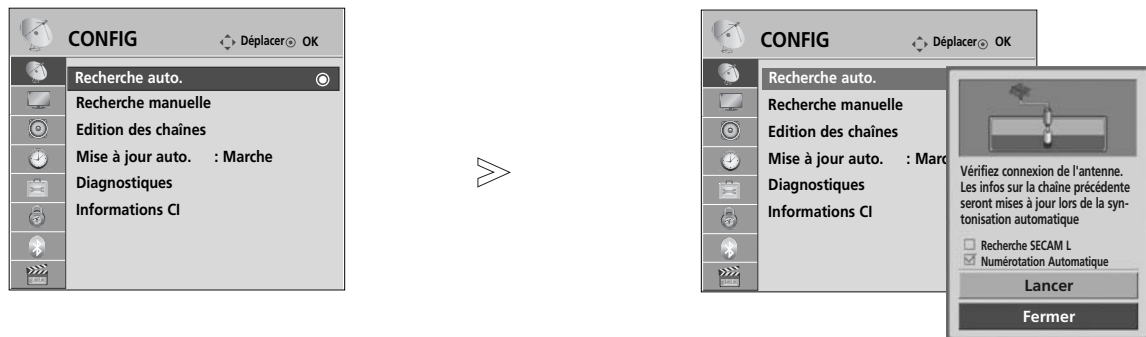 CONFIG
Déplacer OK
Recherche auto.
Recherche manuelle
Edition des chaînes
Mise à jour auto. : Marche
Diagnostiques
Informations CI
CONFIG
Déplacer OK
Recherche auto.
Recherche manuelle
Edition des chaînes
Mise à jour auto. : Marc
Diagnostiques
Informations CI
Vérifiez connexion de l'antenne.
Les infos sur la chaîne précédente
seront mises à jour lors de la syn-
tonisation automatique
Recherche SECAM L
Numérotation Automatique
Lancer
Fermer